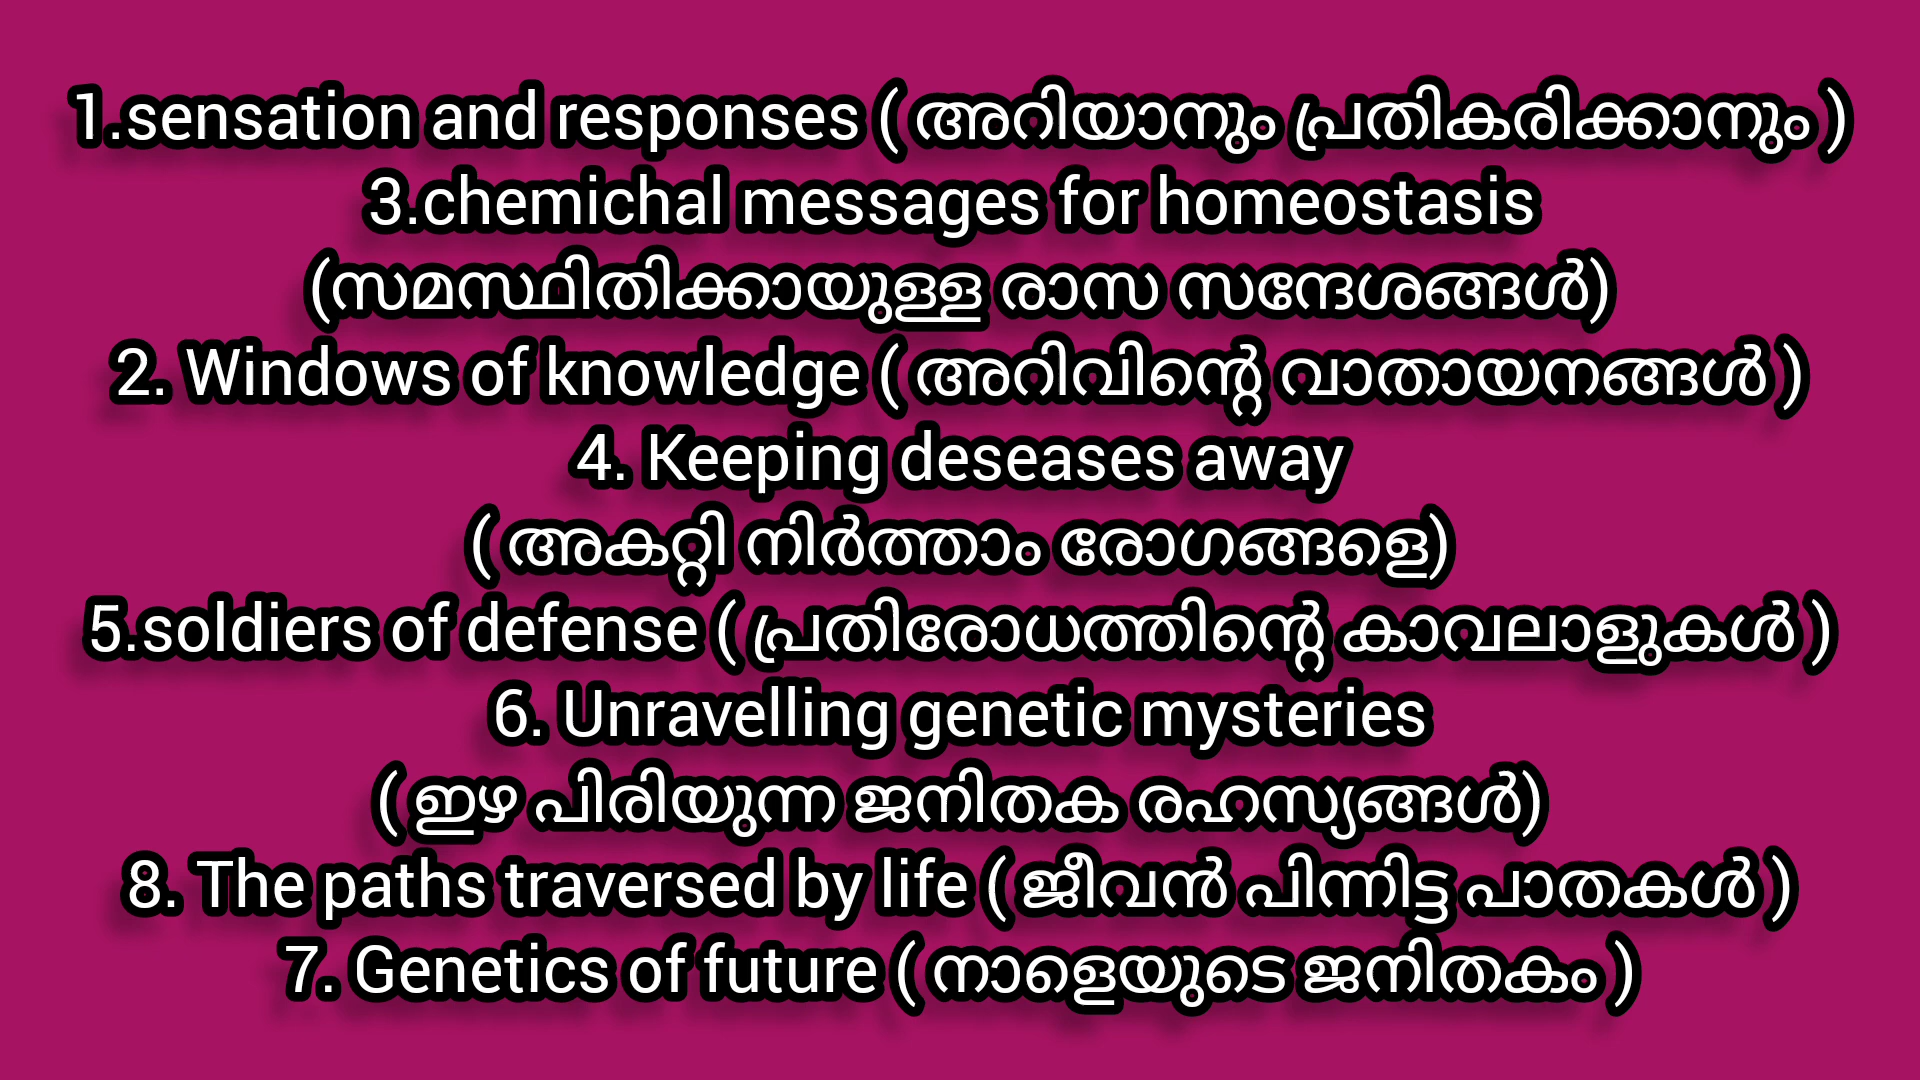 1.sensation and responses ( അറിയാനും പ്രതികരിക്കാനും )
3.chemichal messages for homeostasis
(സമസ്ഥിതിക്കായുള്ള രാസ സന്ദേശങ്ങൾ)
2. Windows of knowledge ( അറിവിന്റെ വാതായനങ്ങൾ )
4. Keeping deseases away
( അകറ്റി നിർത്താം രോഗങ്ങളെ)
5.soldiers of defense ( പ്രതിരോധത്തിന്റെ കാവലാളുകൾ )
6. Unravelling genetic mysteries
( ഇഴ പിരിയുന്ന ജനിതക രഹസ്യങ്ങൾ)
8. The paths traversed by life ( ജീവൻ പിന്നിട്ട പാതകൾ )
7. Genetics of future ( നാളെയുടെ ജനിതകം )